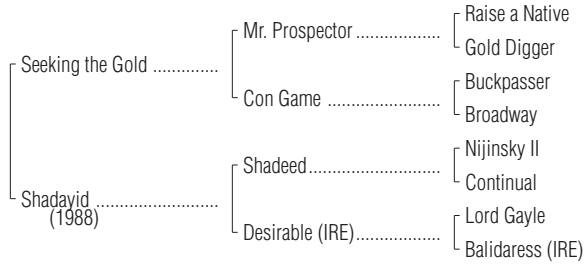 Raise a Native
Mr. Prospector ...................
Gold Digger
Seeking the Gold ..............
Buckpasser
Con Game ........................
Broadway
Nijinsky II
Shadeed............................
Continual
Shadayid ..........................
(1988)
Lord Gayle
Desirable (IRE)..................
Balidaress (IRE)